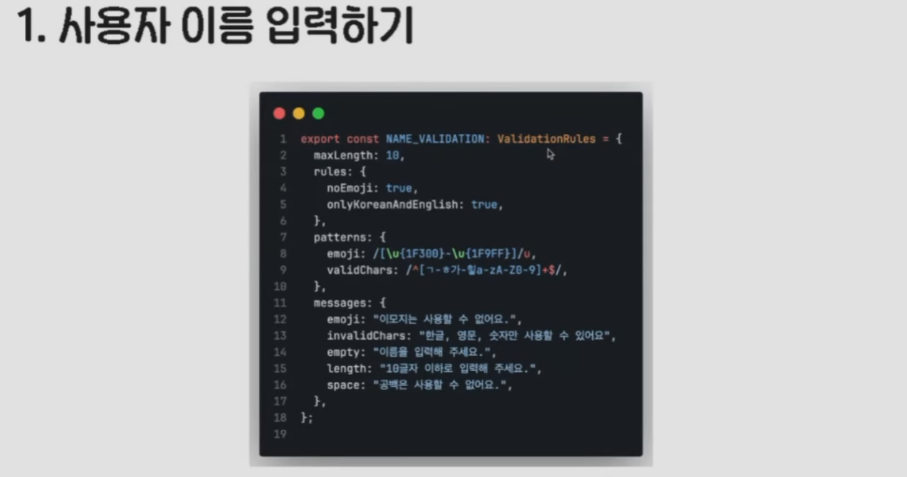 1. 사용자 이름 입력하기
1 export const NAME_VALIDATION: ValidationRules = {
2 maxLength: 10,
3 rules: {
4 noEmoji: true,
5 onlyKoreanAndEnglish: true,
6 },
7 patterns: {
8 emoji: /[\u{1F300}-\u{1F9FF}]/u,
9 validChars: /^[ㄱ-ㅎ가-힣a-zA-Z0-9]+$/,
10 },
11 messages: {
12 emoji: "이모지는 사용할 수 없어요.",
13 invalidChars: "한글, 영문, 숫자만 사용할 수 있어요",
14 empty: "이름을 입력해 주세요.",
15 length: "10글자 이하로 입력해 주세요.",
16 space: "공백은 사용할 수 없어요.",
17 },
18 };
19